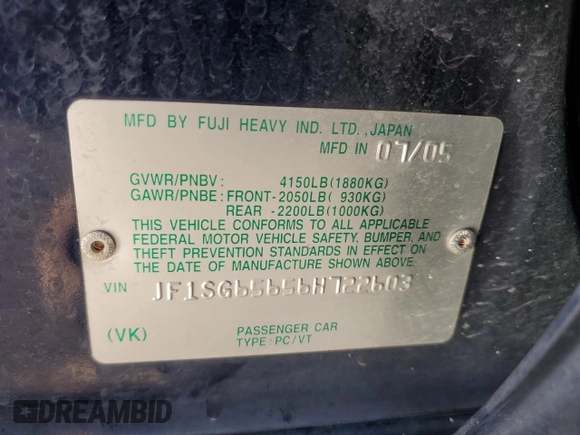 MFD BY FUJI HEAVY IND. LTD.,JAPAN
MFD IN 07/05
GVWR/PNBV: 4150LB(1880KG)
GAWR/PNBE: FRONT-2050LB( 930KG)
REAR -2200LB(1000KG)
THIS VEHICLE CONFORMS TO ALL APPLICABLE
FEDERAL MOTOR VEHICLE SAFETY, BUMPER, AND
THEFT PREVENTION STANDARDS IN EFFECT ON
THE DATE OF MANUFACTURE SHOWN ABOVE.
VIN JF1SG65656H722603
(VK) PASSENGER CAR
TYPE:PC/VT
DREAMBID